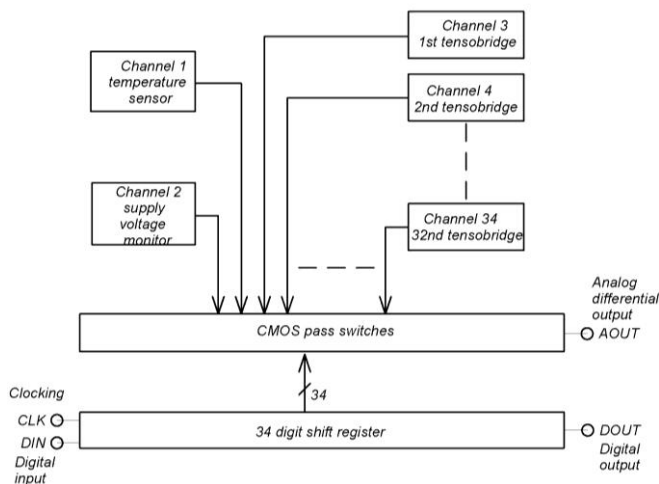 Channel 3
1st tensobridge
Channel 1
temperature
sensor
Channel 4
2nd tensobridge
Channel 2
supply
voltage
monitor
Channel 34
32nd tensobridge
Analog
differential
output
CMOS pass switches
AOUT
34
Clocking
CLK
DIN
Digital
input
34 digit shift register
DOUT
Digital
output